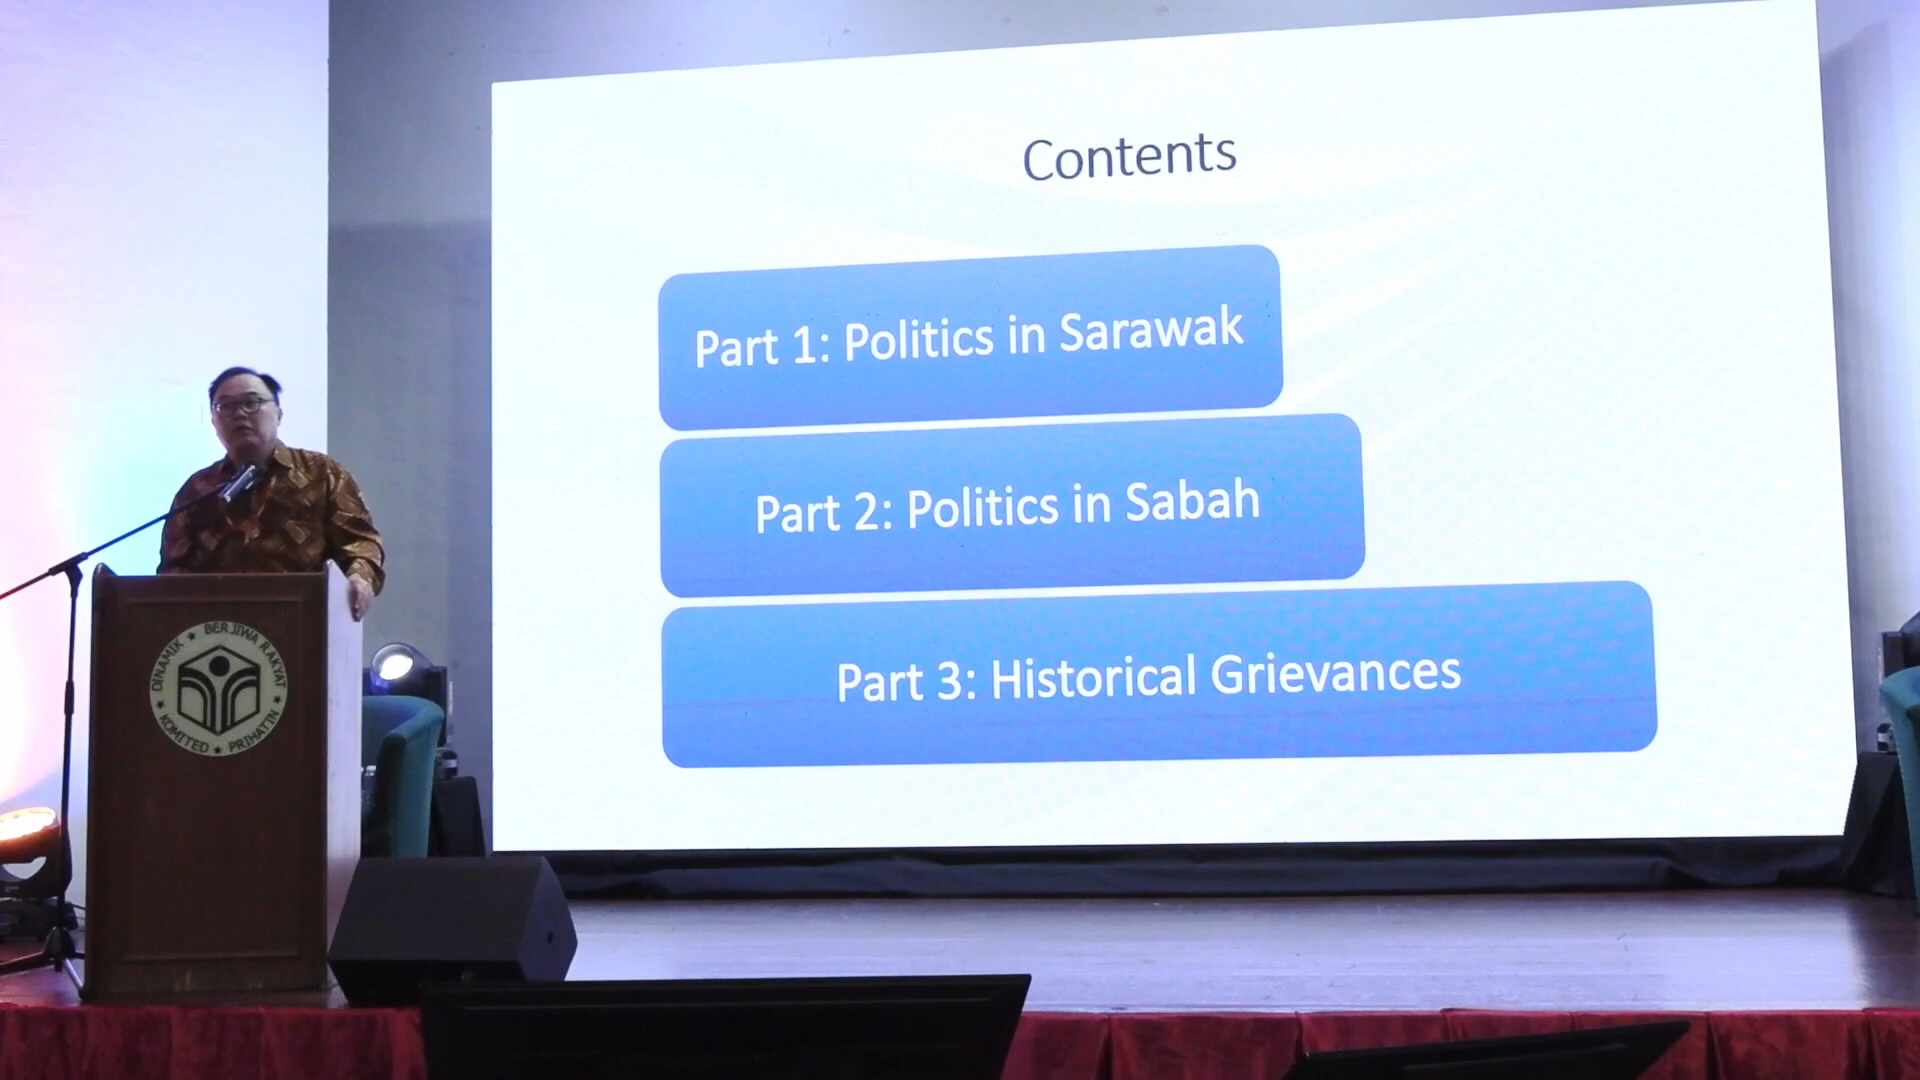 Contents
Part 1: Politics in Sarawak
Part 2: Politics in Sabah
Part 3: Historical Grievances
DINAMIK ★ BERJIWA RAKYAT ★
★ KOMITED ★ PRIHATIN